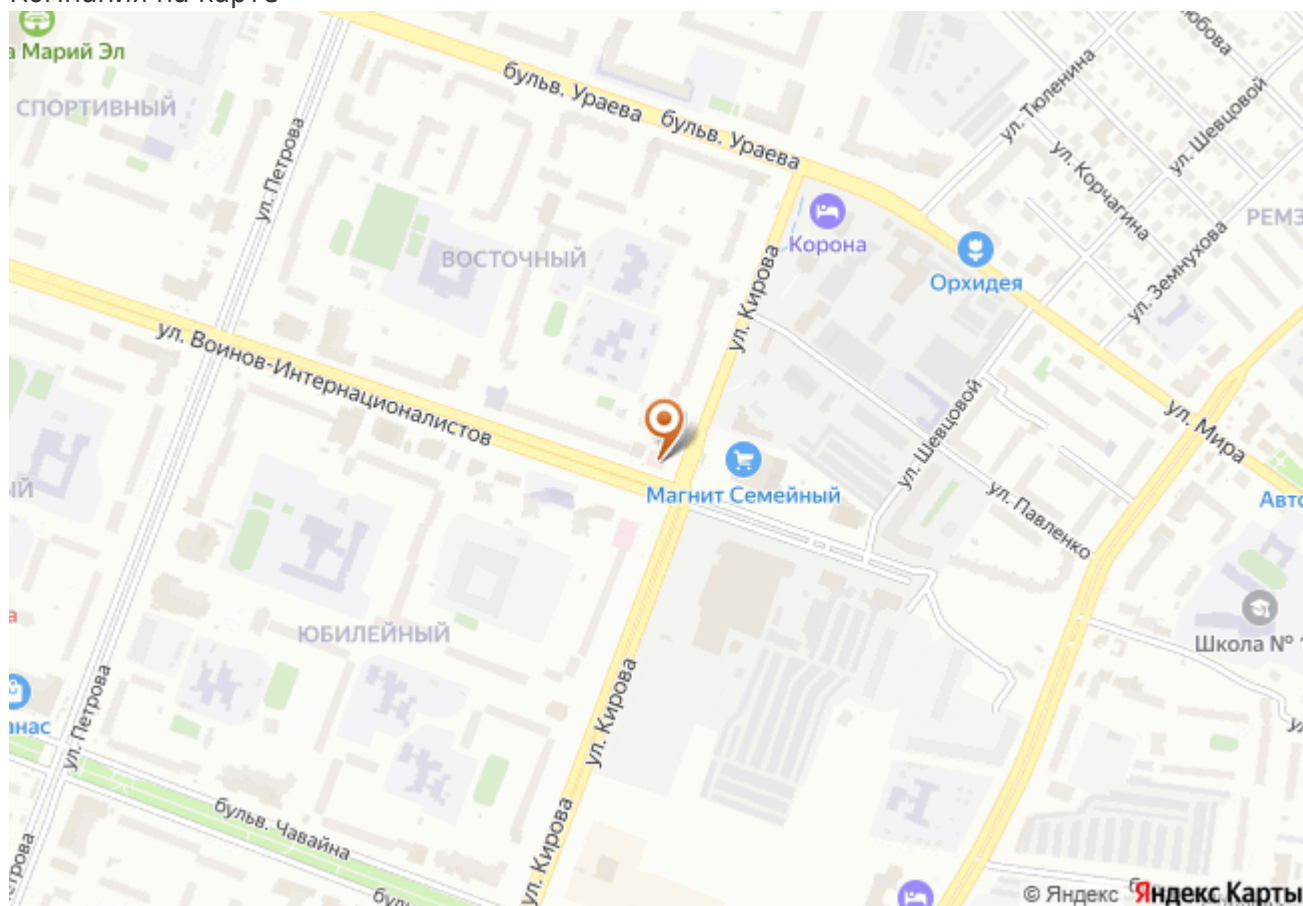 а Марий Эл
СПОРТИВНЫЙ
ул. Петрова
бульв. Ураева
бульв. Ураева
ул. Тюленина
ул. Шевцовой
ул. Корчагина
ул. Земнухова
РЕМЗ
Корона
Орхидея
ВОСТОЧНЫЙ
ул. Кирова
ул. Воинов-Интернационалистов
ул. Мира
ул. Шевцовой
Магнит Семейный
ул. Павленко
Авто
ЮБИЛЕЙНЫЙ
Школа №
ул. Петрова
ул. Кирова
бульв. Чавайна
ул. Кирова
© Яндекс
Яндекс Карты